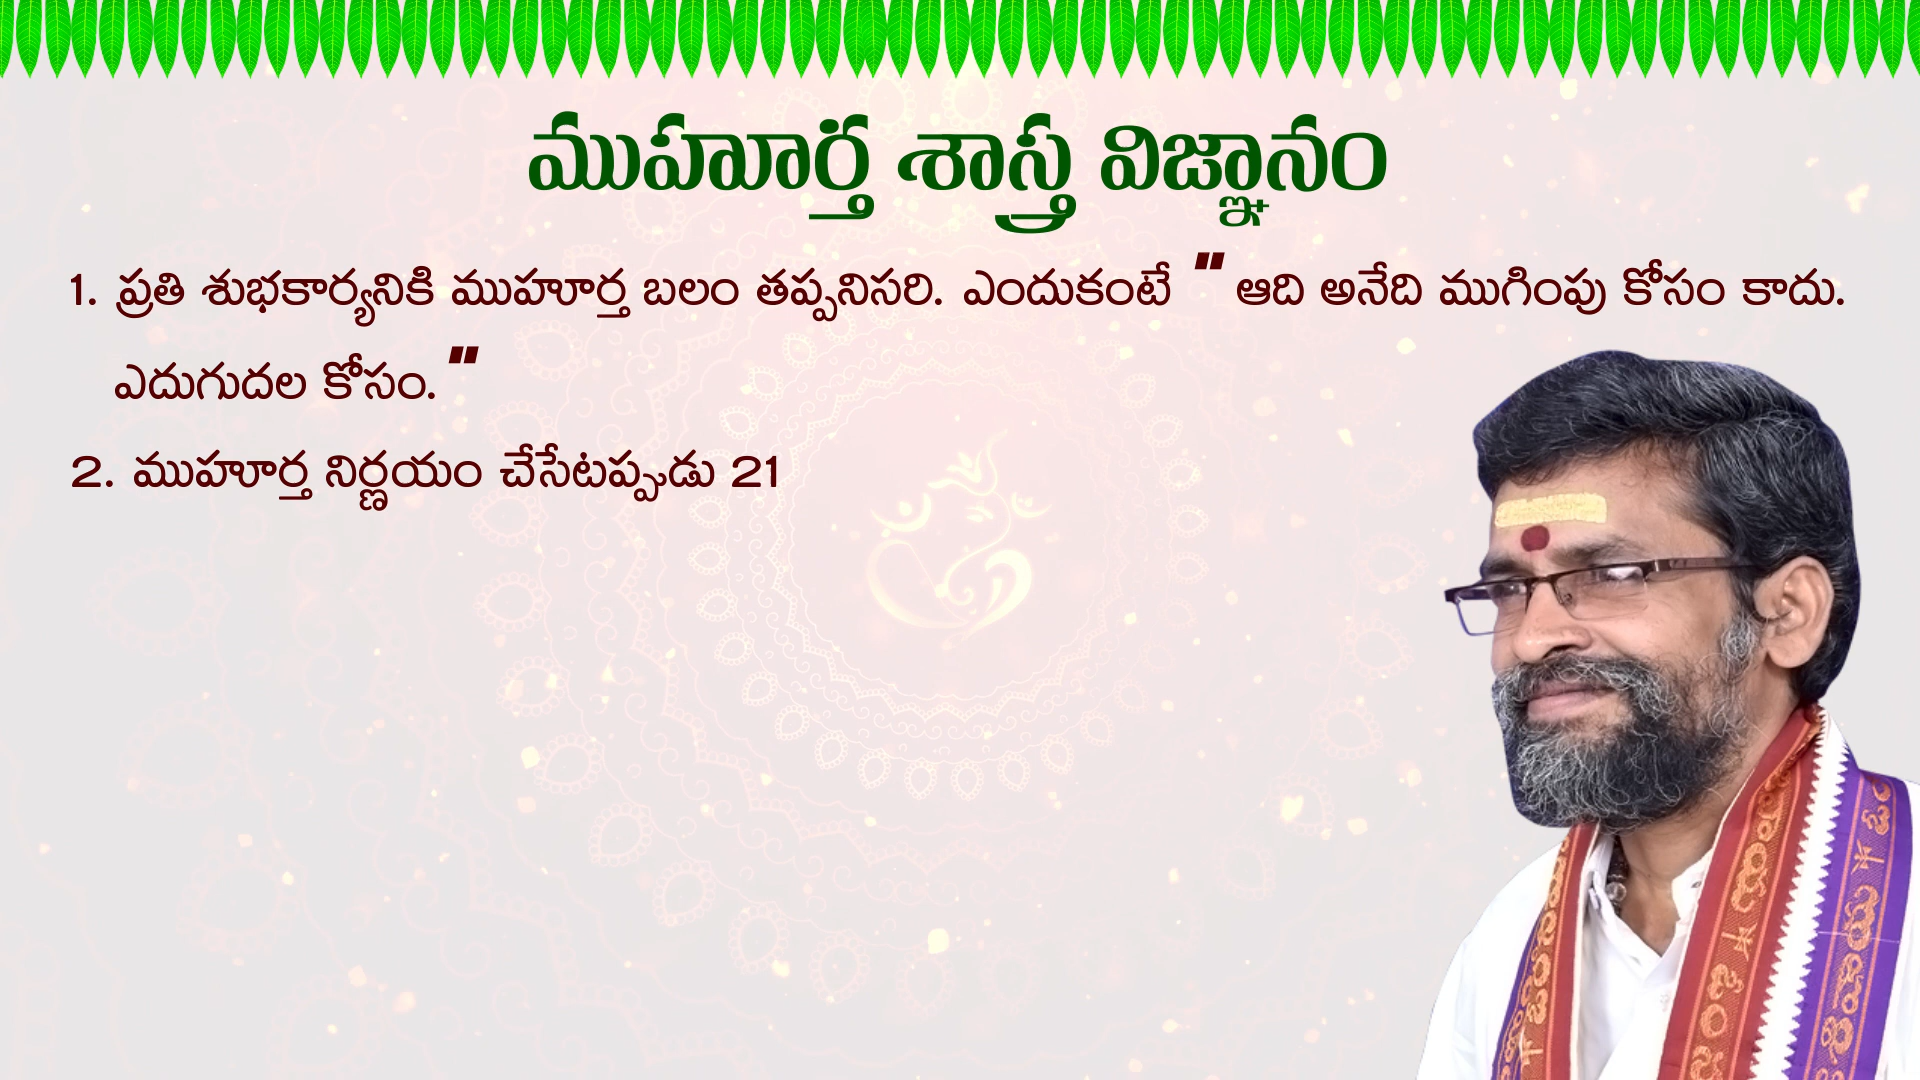 ముహూర్త శాస్త్ర విజ్ఞానం
1. ప్రతి శుభకార్యనికి ముహూర్త బలం తప్పనిసరి. ఎందుకంటే " ఆది అనేది ముగింపు కోసం కాదు.
ఎదుగుదల కోసం. "
2. ముహూర్త నిర్ణయం చేసేటప్పుడు 21